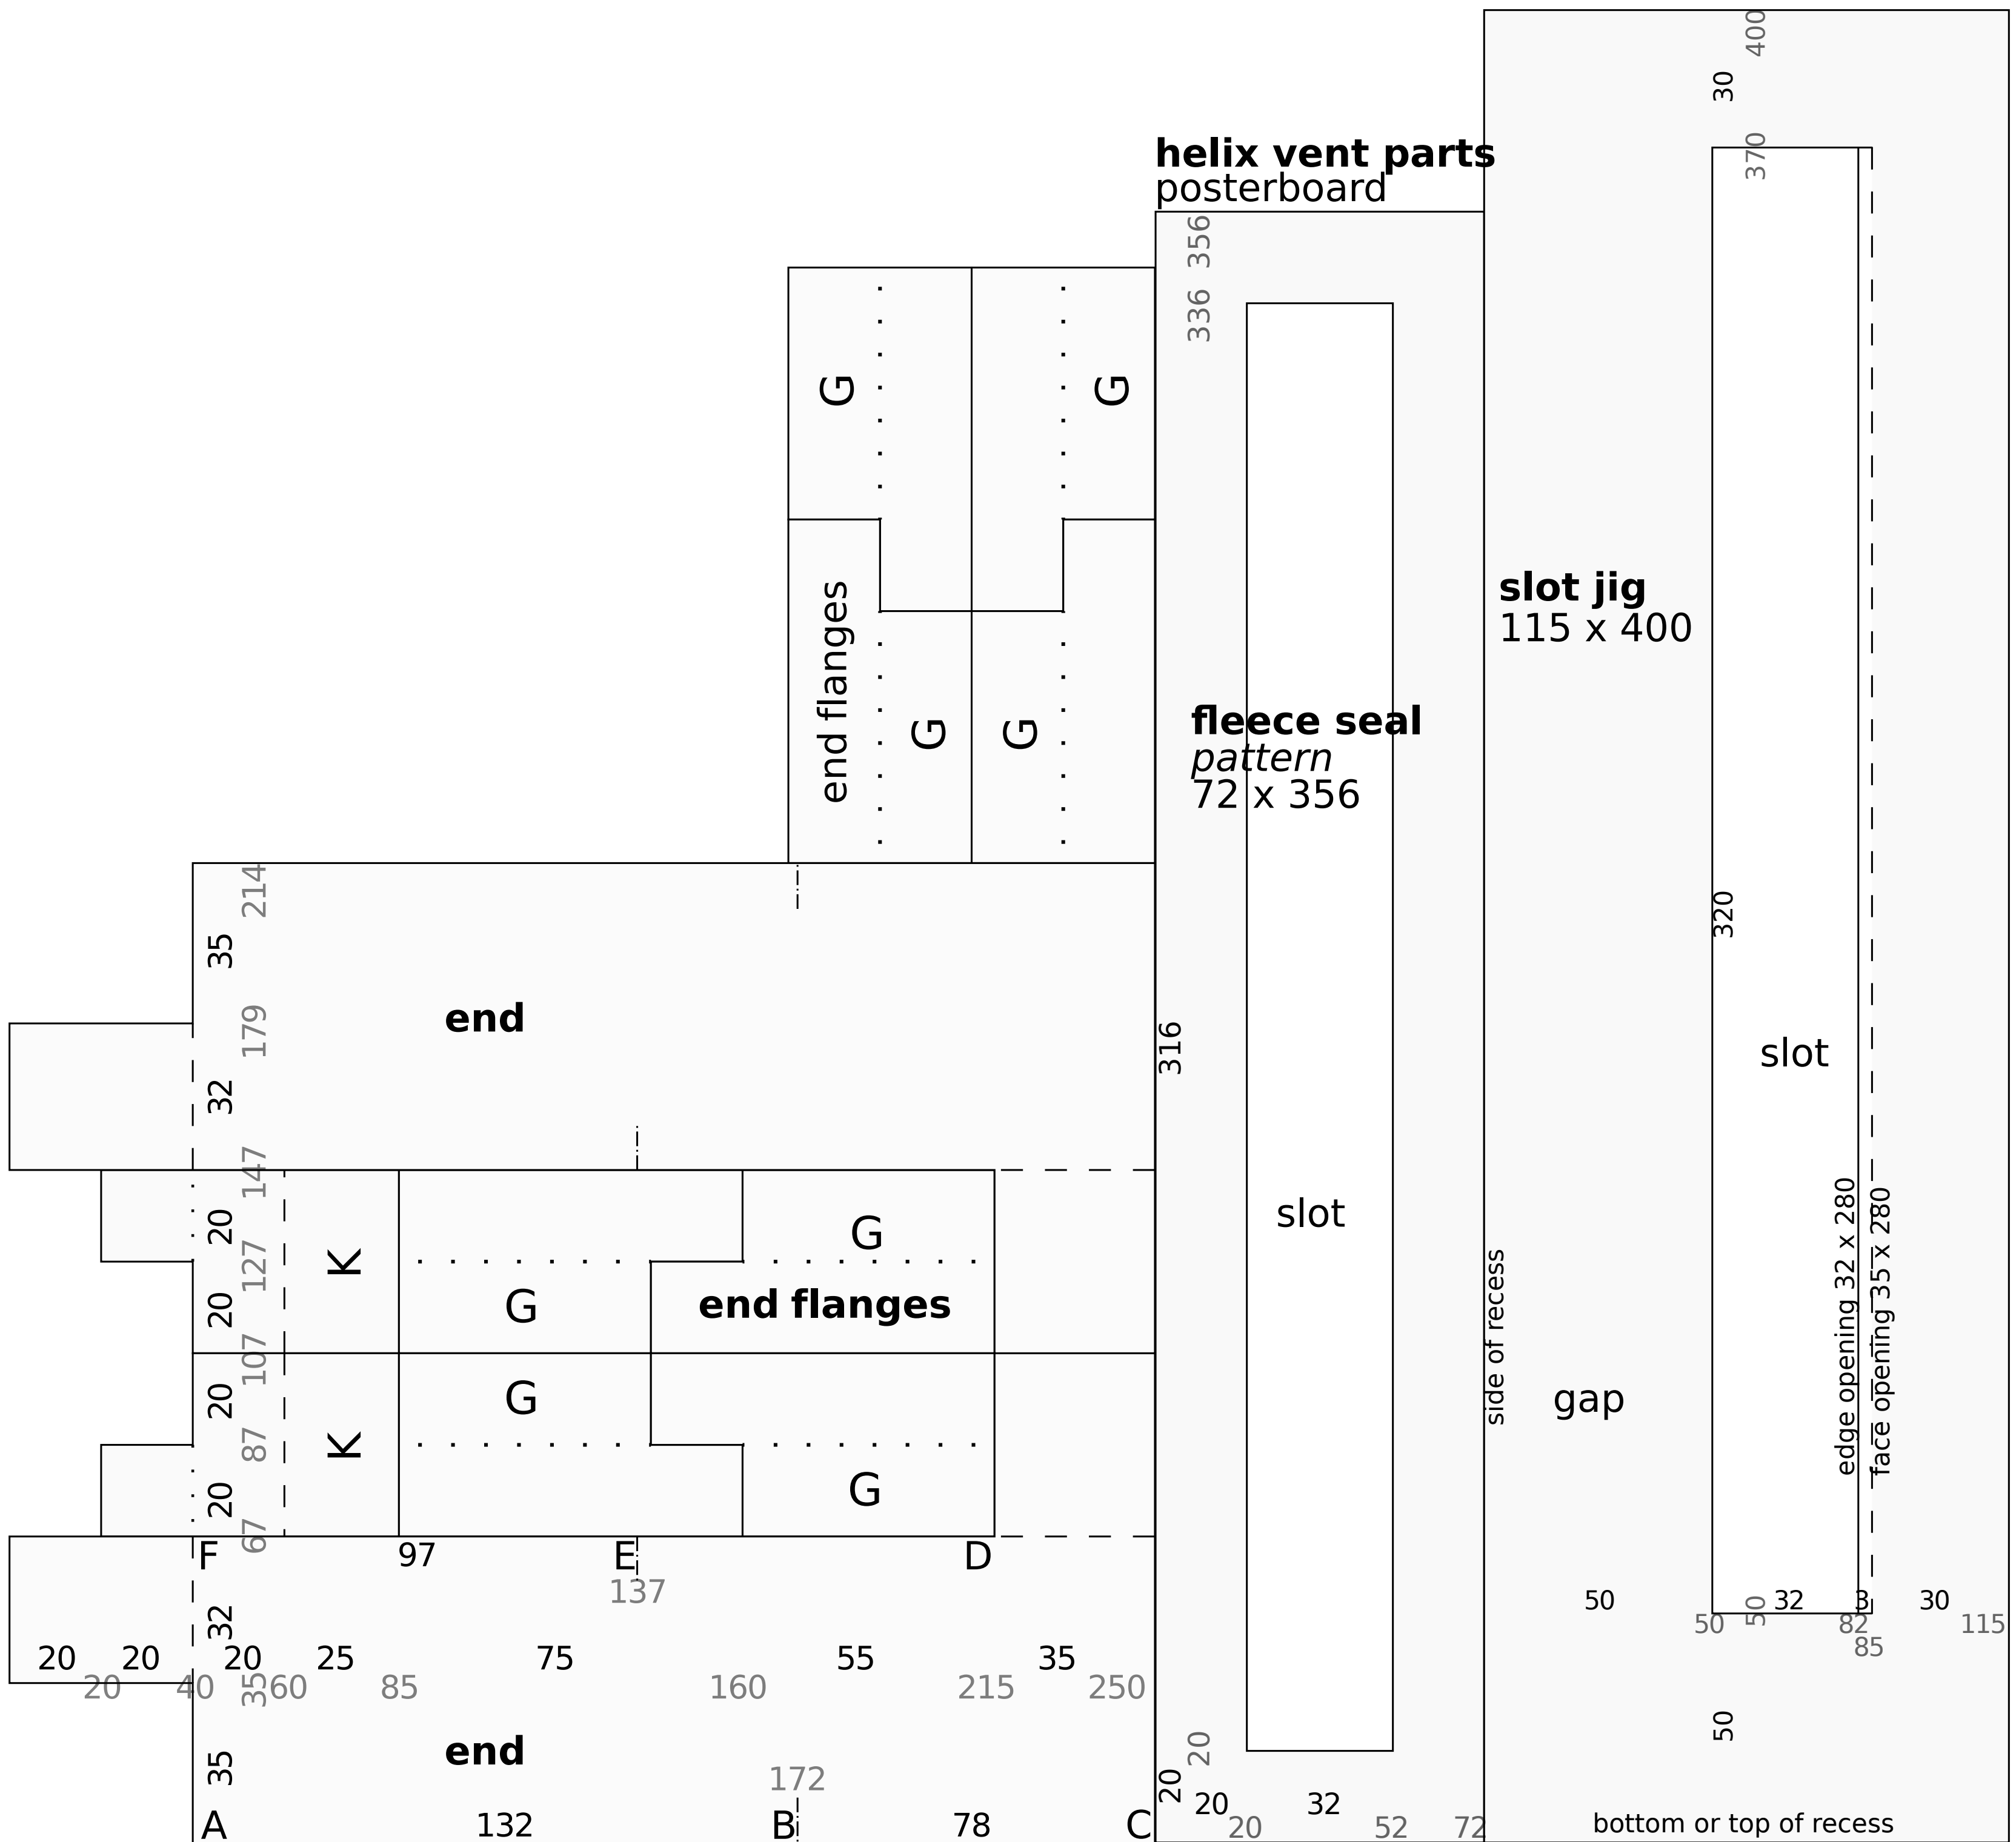 400
30
370
helix vent parts
posterboard
356
336
G
G
slot jig
115 x 400
end flanges
G
G
fleece seal
pattern
72 x 356
214
35
320
179
end
316
slot
32
147
slot
20
K
127
G
G
20
end flanges
edge opening 32 x 280
face opening 35 x 280
side of recess
107
20
K
G
gap
87
20
G
67
F
97
E
D
137
32
50
50
32
3
30
50
82
115
85
20
20
20
25
75
55
35
20
40
35
60
85
160
215
250
end
35
172
50
20
20
20
32
A
132
B
78
C
20
52
72
bottom or top of recess